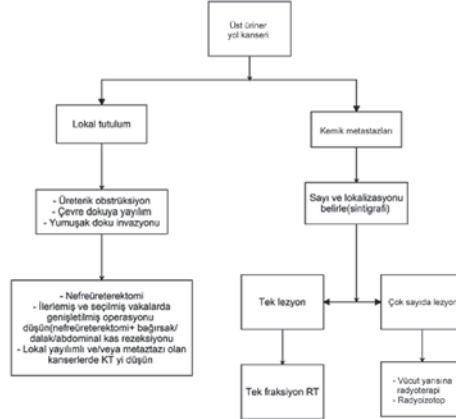 Üst üriner
yol kanseri
Lokal tutulum
Kemik metastazları
- Üreterik obstrüksiyon
- Çevre dokuya yayılım
- Yumuşak doku invazyonu
Sayı ve lokalizasyonu
belirle(sintigrafi)
- Nefreüreterektomi
- İlerlemiş ve seçilmiş vakalarda
genişletilmiş operasyonu
düşün(nefreüreterektomi+ bağırsak/
dalak/abdominal kas rezeksiyonu
- Lokal yayılımlı ve/veya metaztazı olan
kanserlerde KT yi düşün
Tek lezyon
Çok sayıda lezyon
Tek fraksiyon RT
- Vücut yarısına
radyoterapi
- Radyoizotop